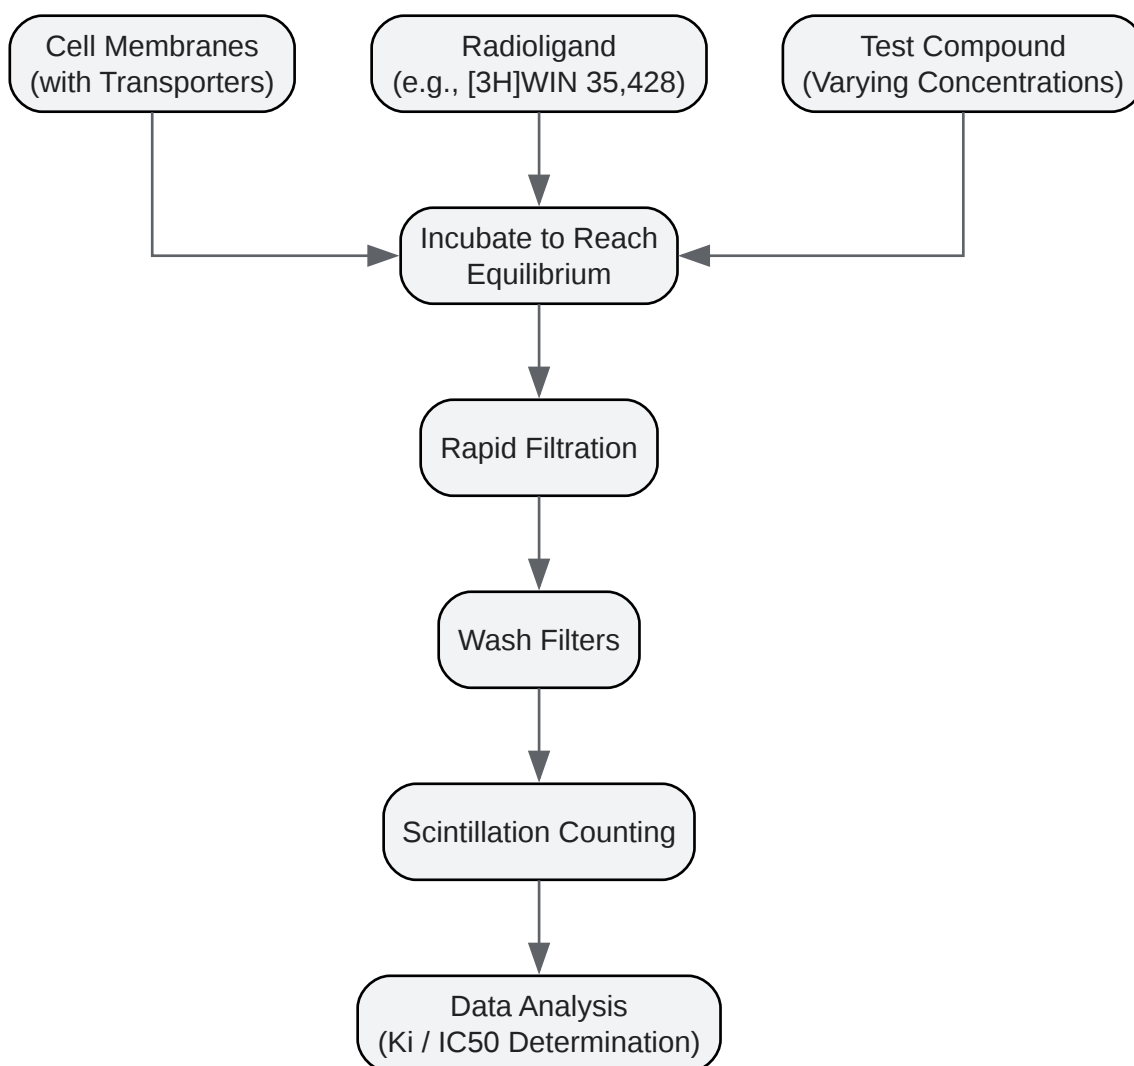 Cell Membranes
(with Transporters)
Radioligand
(e.g., [3H]WIN 35,428)
Test Compound
(Varying Concentrations)
Incubate to Reach
Equilibrium
Rapid Filtration
Wash Filters
Scintillation Counting
Data Analysis
(Ki / IC50 Determination)